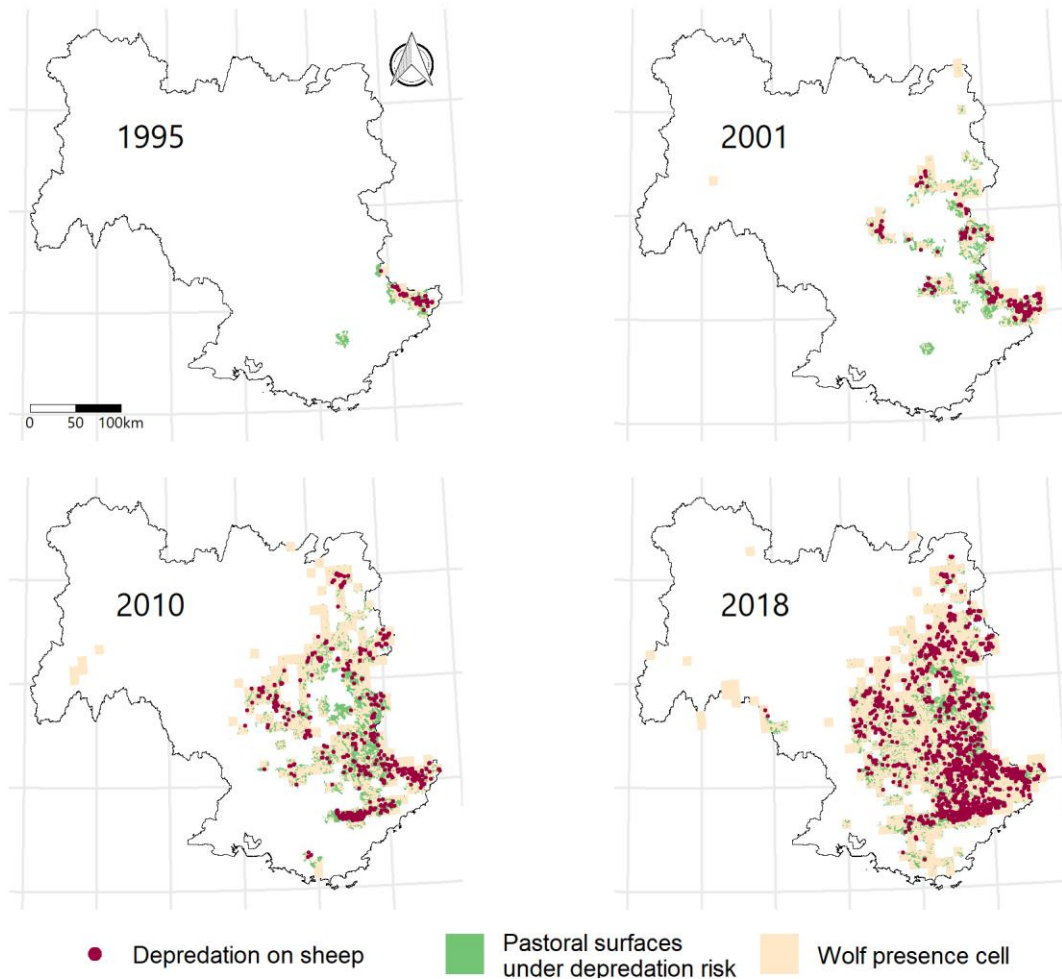 1995
2001
0 50 100km
2010
2018
Depredation on sheep
Pastoral surfaces
under depredation risk
Wolf presence cell